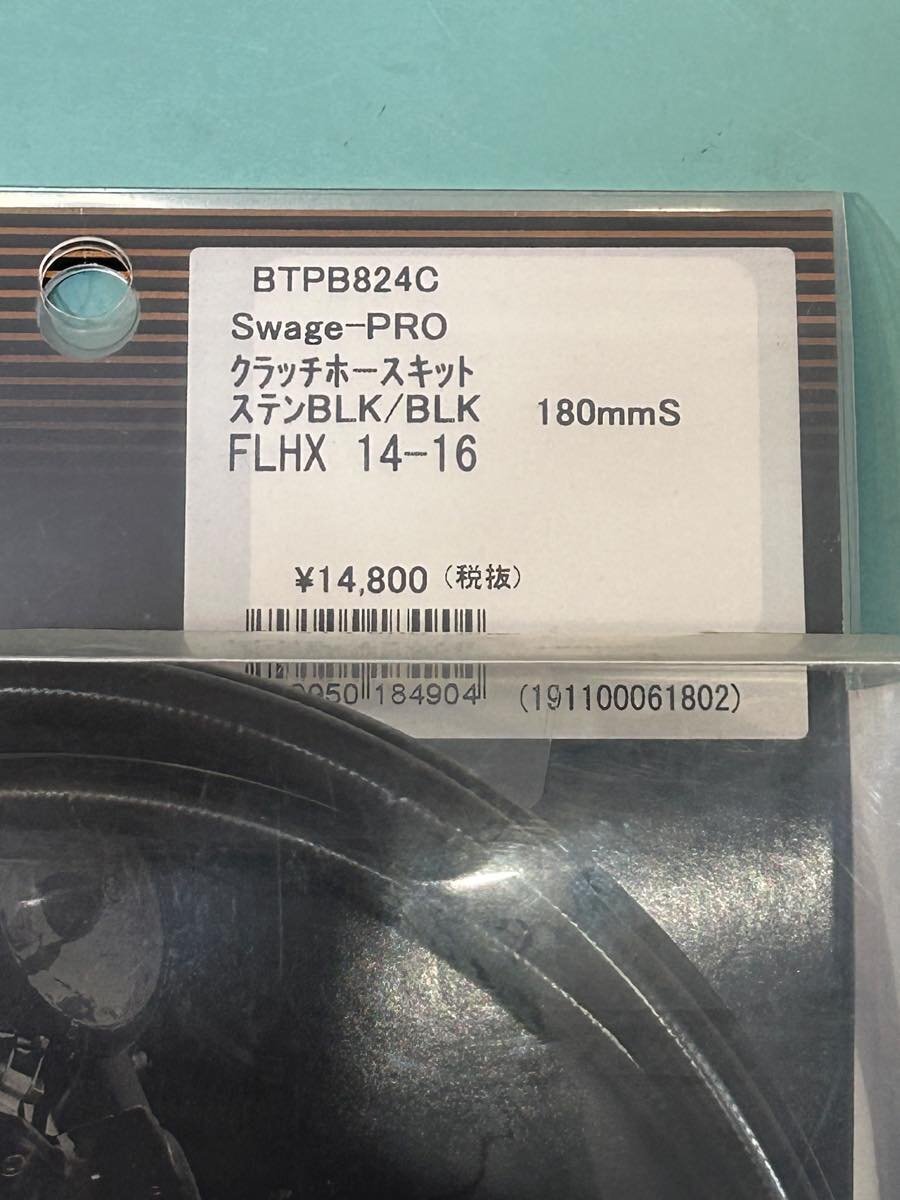 BTPB824C
Swage-PRO
クラッチホースキット
ステンBLK/BLK 180mmS
FLHX 14-16
¥14,800 (税抜)
184904 (191100061802)